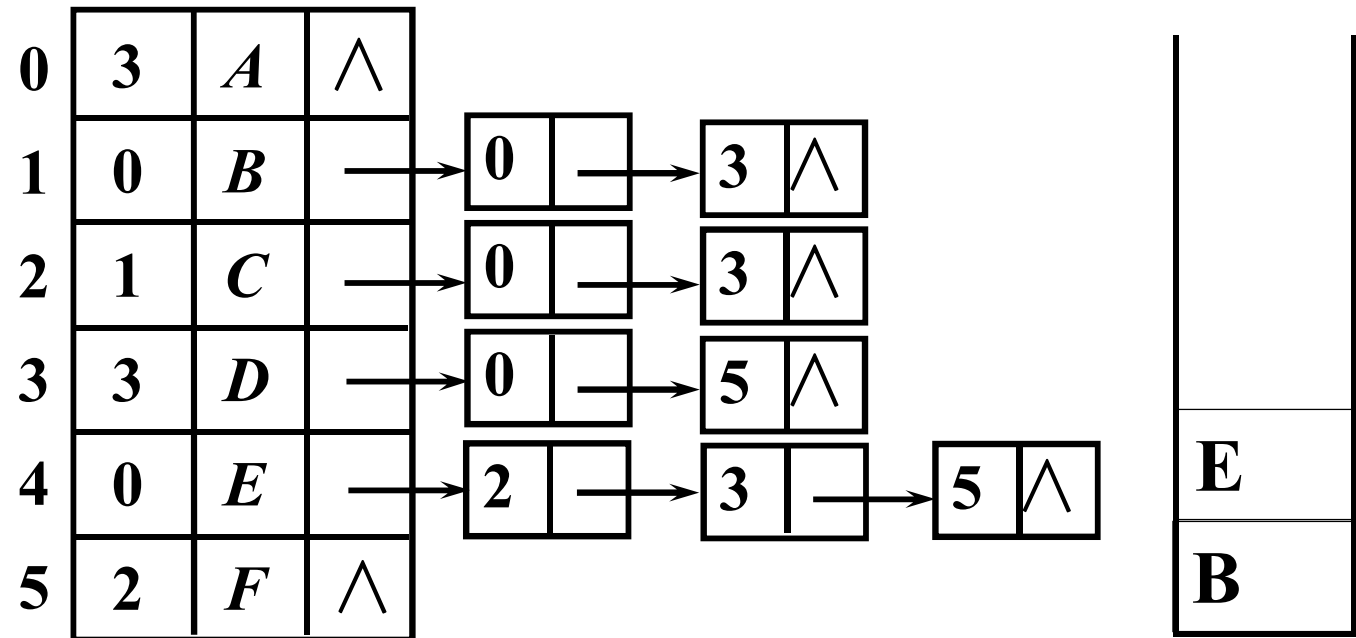 0 3 A ∧
1 0 B 0 3 ∧
2 1 C 0 3 ∧
3 3 D 0 5 ∧
4 0 E 2 3 5 ∧
5 2 F ∧
E
B